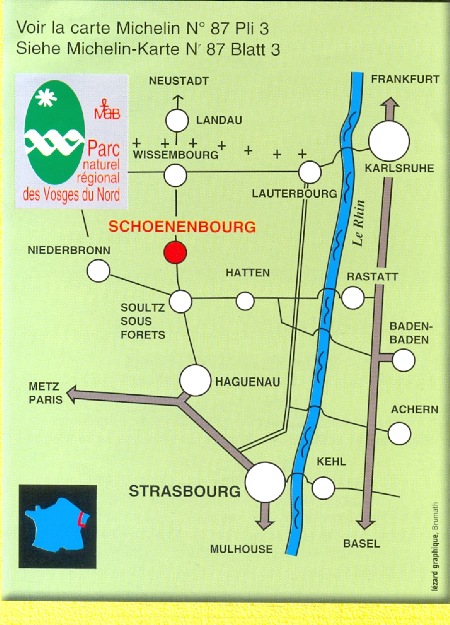 Voir la carte Michelin N° 87 Pli 3
Siehe Michelin-Karte N° 87 Blatt 3
NEUSTADT
FRANKFURT
MaB
LANDAU
Parc
naturel
régional
des Vosges du Nord
WISSEMBOURG
KARLSRUHE
LAUTERBOURG
Le Rhin
SCHOENENBOURG
NIEDERBRONN
HATTEN
RASTATT
SOULTZ
SOUS
FORETS
BADEN-
BADEN
METZ
PARIS
HAGUENAU
ACHERN
KEHL
STRASBOURG
MULHOUSE
BASEL
lézard graphique, Brumath